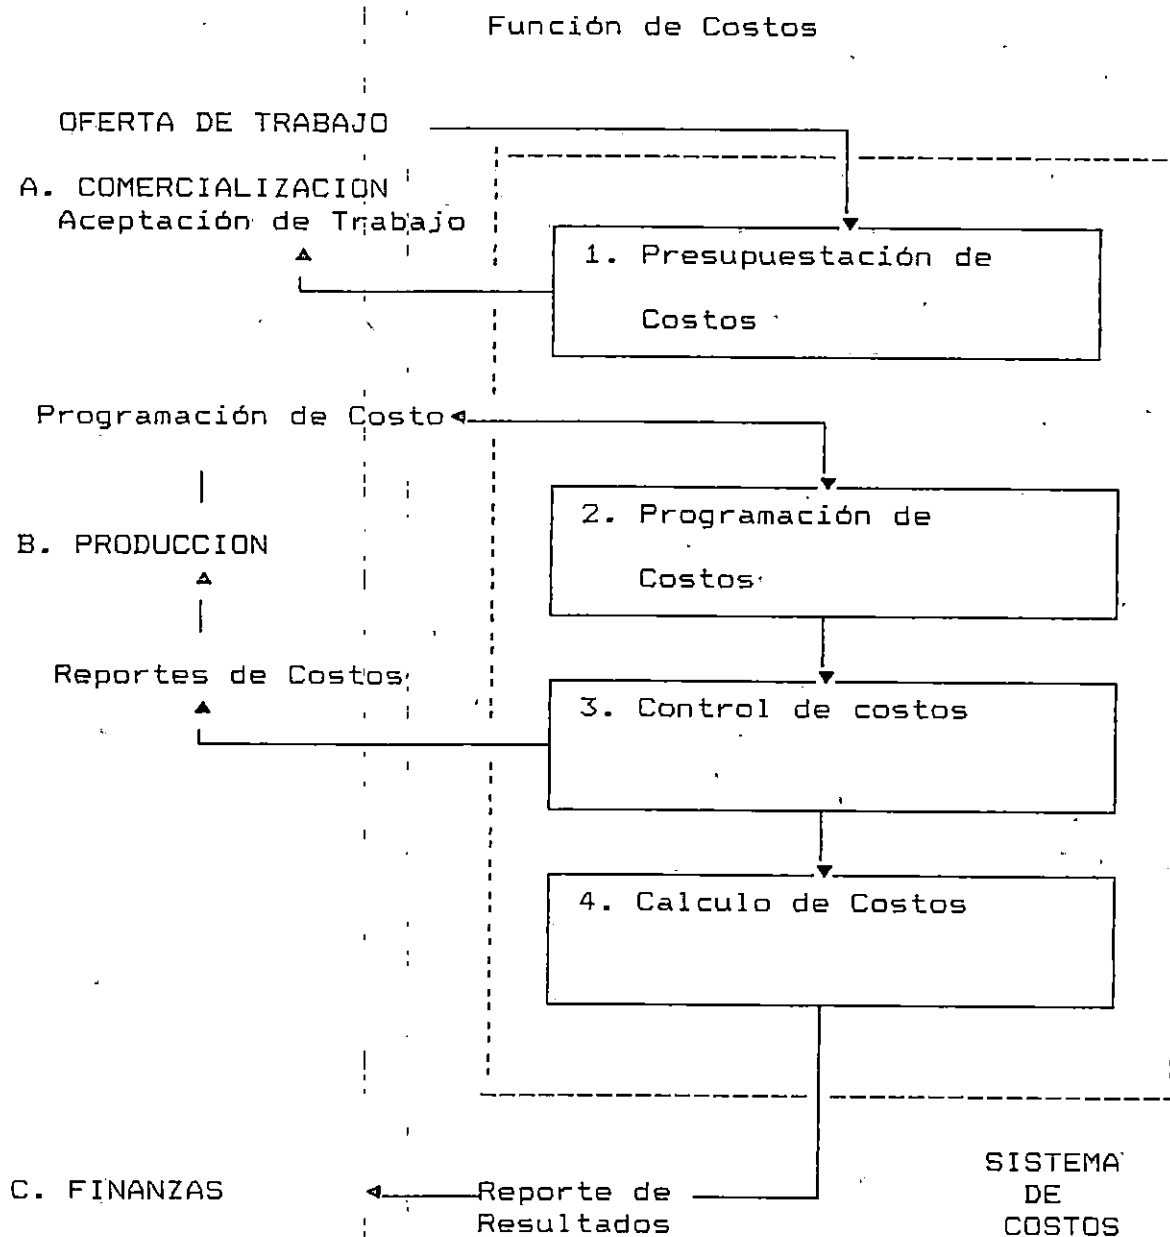 Función de Costos
OFERTA DE TRABAJO
A. COMERCIALIZACION
Aceptación de Trabajo
1. Presupuestación de
Costos
Programación de Costo
2. Programación de
Costos
B. PRODUCCION
Reportes de Costos
3. Control de costos
4. Calculo de Costos
C. FINANZAS
Reporte de
Resultados
SISTEMA
DE
COSTOS